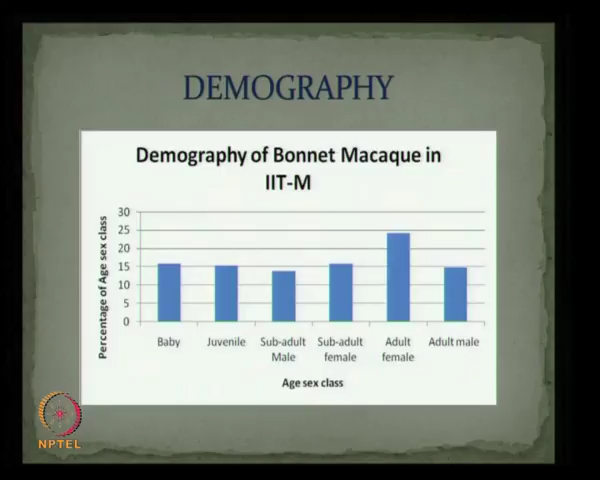 DEMOGRAPHY
Demography of Bonnet Macaque in
IIT-M
Percentage of Age sex class
30
25
20
15
10
5
0
Baby Juvenile Sub-adult Male Sub-adult female Adult female Adult male
Age sex class
NPTEL